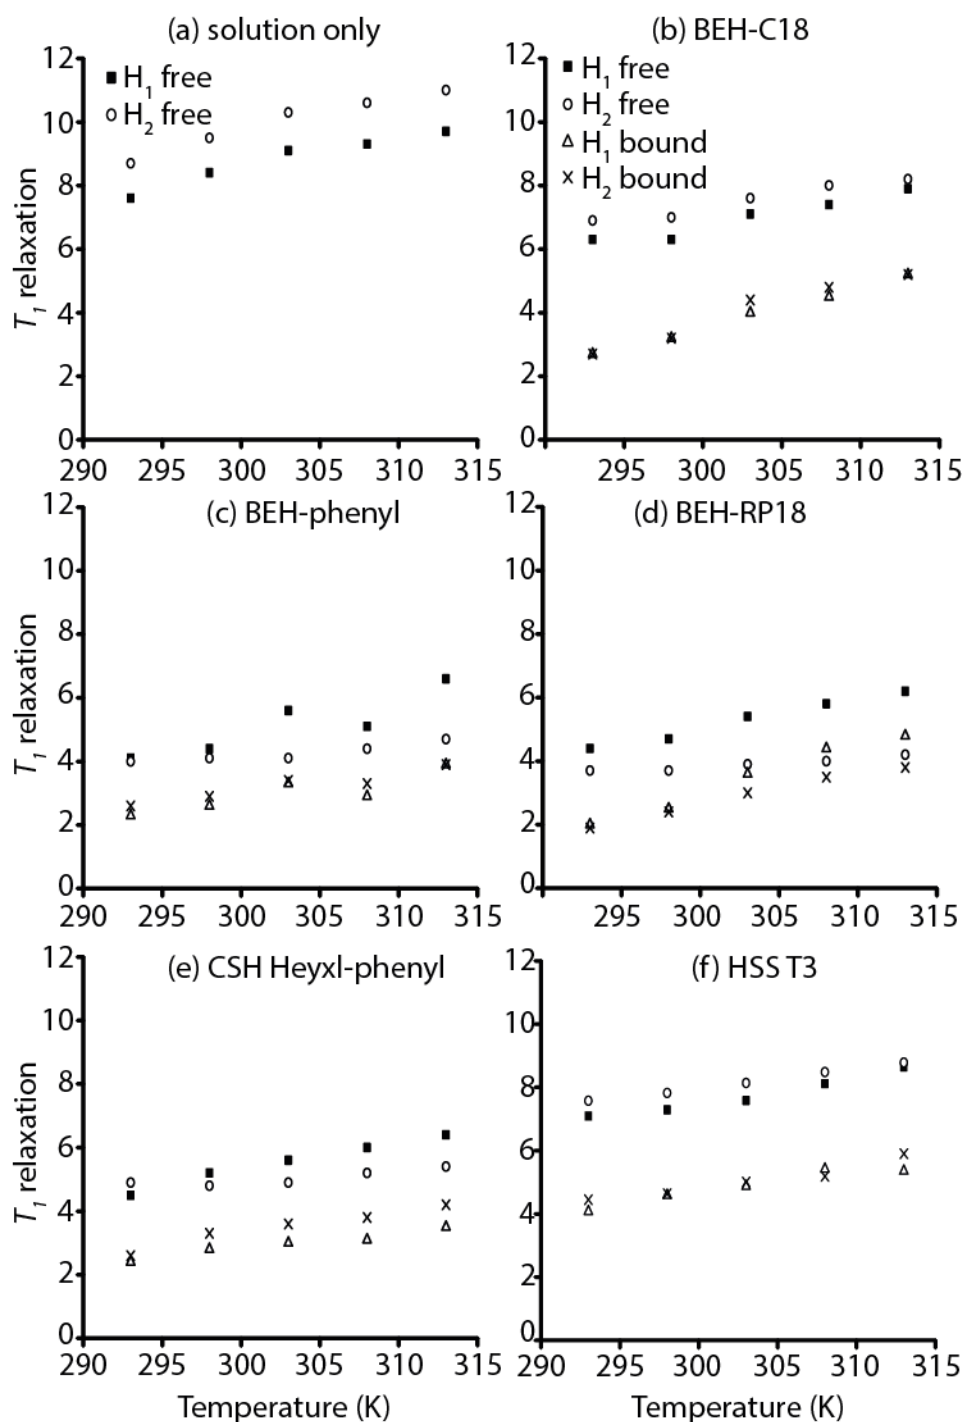 (a) solution only
12
10
8
6
4
2
0
H1 free
H2 free
T1 relaxation
290 295 300 305 310 315
(b) BEH-C18
12
10
8
6
4
2
0
H1 free
H2 free
H1 bound
H2 bound
295 300 305 310 315
(c) BEH-phenyl
12
10
8
6
4
2
0
T1 relaxation
290 295 300 305 310 315
(d) BEH-RP18
12
10
8
6
4
2
0
295 300 305 310 315
(e) CSH Heyxl-phenyl
12
10
8
6
4
2
0
T1 relaxation
290 295 300 305 310 315
Temperature (K)
(f) HSS T3
12
10
8
6
4
2
0
290 295 300 305 310 315
Temperature (K)